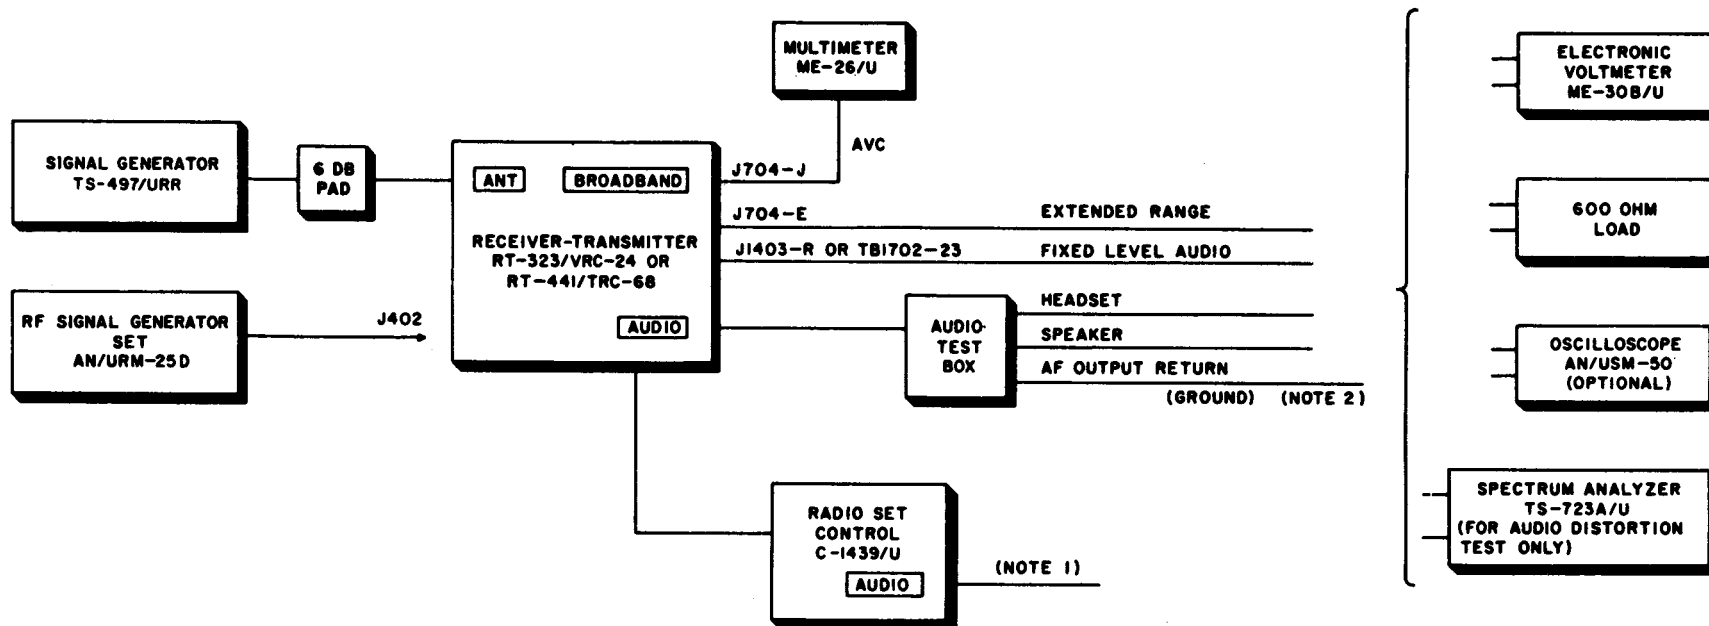 MULTIMETER
ME-26/U
ELECTRONIC
VOLTMETER
ME-30B/U
SIGNAL GENERATOR
TS-497/URR
6 DB
PAD
ANT
BROADBAND
AVC
J704-J
J704-E
EXTENDED RANGE
RECEIVER-TRANSMITTER
RT-323/VRC-24 OR
RT-441/TRC-68
J1403-R OR TB1702-23
FIXED LEVEL AUDIO
600 OHM
LOAD
RF SIGNAL GENERATOR
SET
AN/URM-25D
J402
AUDIO
AUDIO-
TEST
BOX
HEADSET
SPEAKER
AF OUTPUT RETURN
(GROUND) (NOTE 2)
OSCILLOSCOPE
AN/USM-50
(OPTIONAL)
RADIO SET
CONTROL
C-1439/U
AUDIO
(NOTE 1)
SPECTRUM ANALYZER
TS-723A/U
(FOR AUDIO DISTORTION
TEST ONLY)